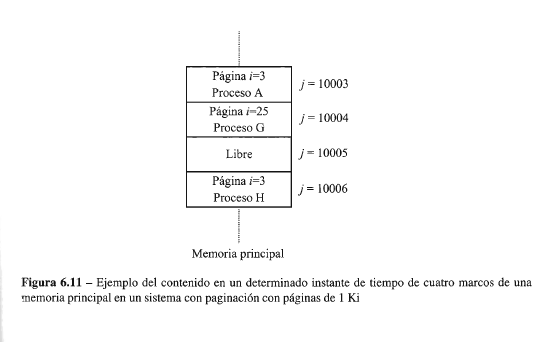 Página i=3
Proceso A
j = 10003
Página i=25
Proceso G
j = 10004
Libre
j = 10005
Página i=3
Proceso H
j = 10006
Memoria principal
Figura 6.11 – Ejemplo del contenido en un determinado instante de tiempo de cuatro marcos de una
memoria principal en un sistema con paginación con páginas de 1 Ki